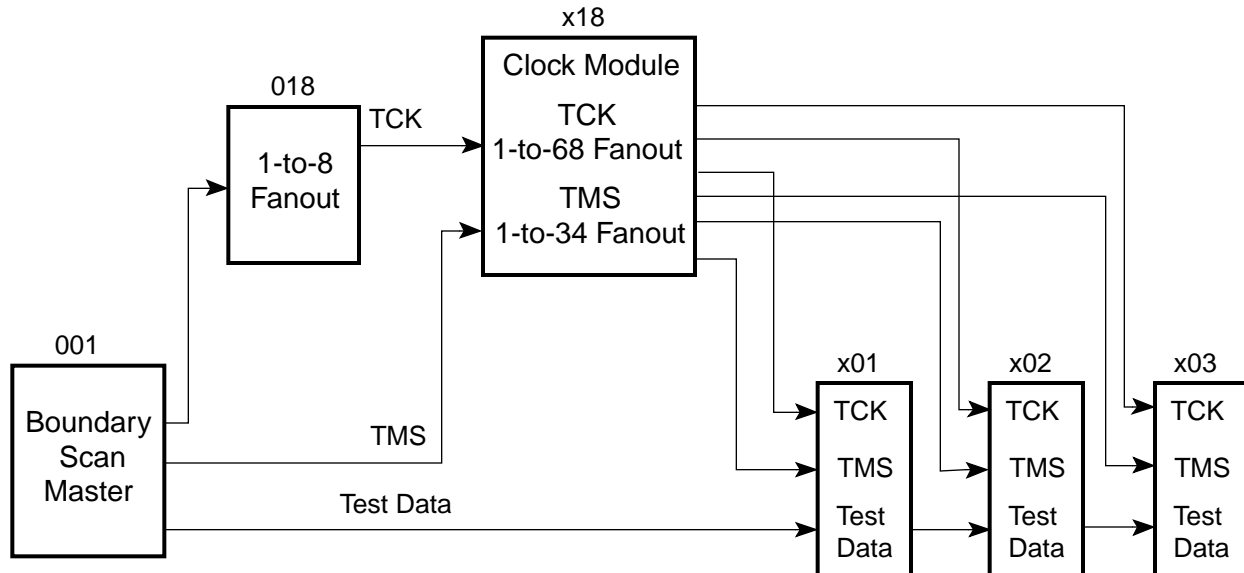 x18
Clock Module
TCK
1-to-68 Fanout
TMS
1-to-34 Fanout
018
1-to-8
Fanout
TCK
001
Boundary
Scan
Master
TMS
Test Data
x01
TCK
TMS
Test
Data
x02
TCK
TMS
Test
Data
x03
TCK
TMS
Test
Data